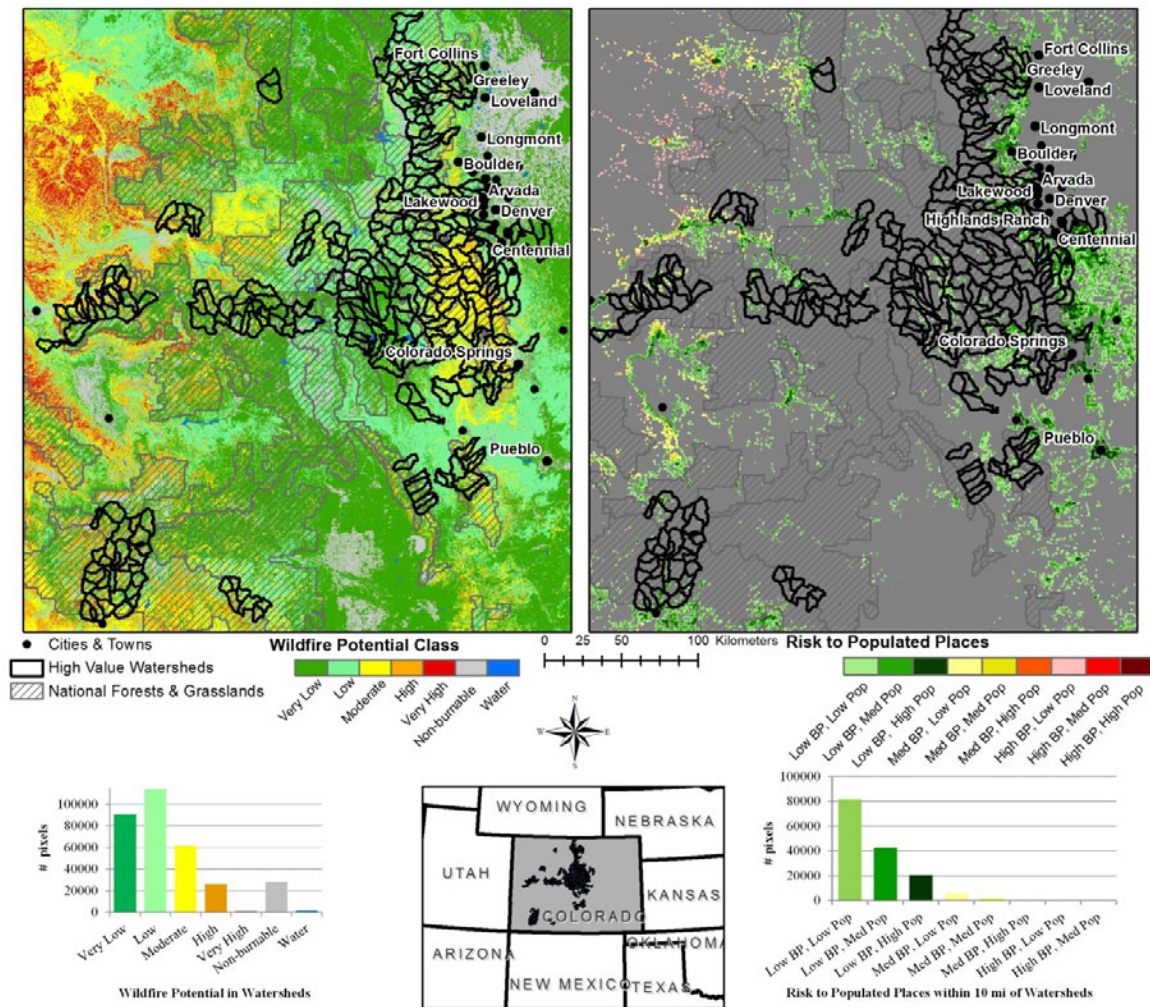 Fort Collins
Greeley
Loveland
Longmont
Boulder
Arvada
Lakewood
Denver
Centennial
Colorado Springs
Pueblo
Fort Collins
Greeley
Loveland
Longmont
Boulder
Arvada
Lakewood
Denver
Highlands Ranch
Centennial
Colorado Springs
Pueblo
Cities & Towns
High Value Watersheds
National Forests & Grasslands
Wildfire Potential Class
Very Low
Low
Moderate
High
Very High
Non-burnable
Water
0 25 50 100 Kilometers
Risk to Populated Places
Low BP, Low Pop
Low BP, Med Pop
Low BP, High Pop
Med BP, Low Pop
Med BP, Med Pop
Med BP, High Pop
High BP, Low Pop
High BP, Med Pop
High BP, High Pop
N
W E
S
# pixels
100000
80000
60000
40000
20000
0
Very Low
Low
Moderate
High
Very High
Non-burnable
Water
Wildfire Potential in Watersheds
WYOMING
NEBRASKA
UTAH
KANSAS
COLORADO
OKLAHOMA
ARIZONA
NEW MEXICO
TEXAS
# pixels
100000
80000
60000
40000
20000
0
Low BP, Low Pop
Low BP, Med Pop
Low BP, High Pop
Med BP, Low Pop
Med BP, Med Pop
Med BP, High Pop
High BP, Low Pop
High BP, Med Pop
Risk to Populated Places within 10 mi of Watersheds